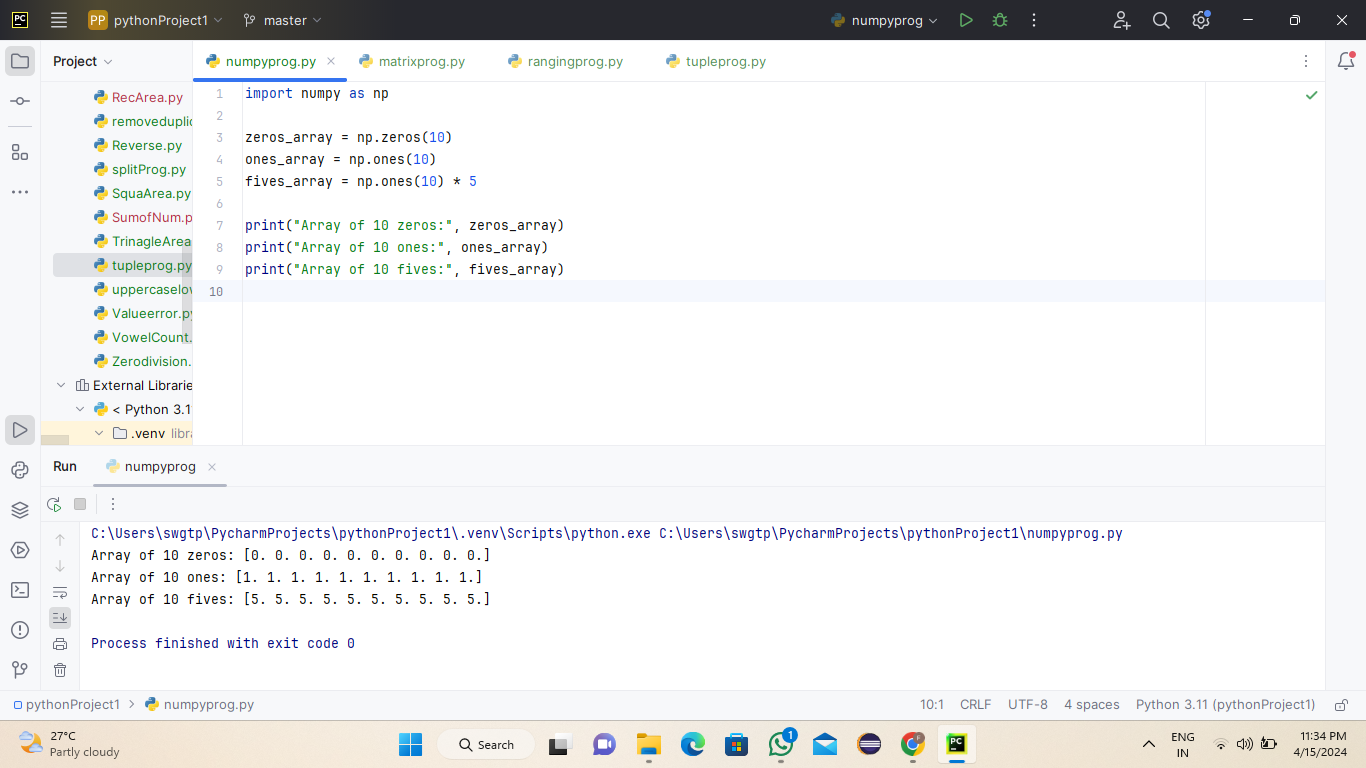 PC PP pythonProject1 master numpyprog
Project numpyprog.py matrixprog.py rangingprog.py tupleprog.py
RecArea.py
removeduplic
Reverse.py
splitProg.py
SquaArea.py
SumofNum.p
TrinagleArea
tupleprog.py
uppercaselov
Valueerror.py
VowelCount.
Zerodivision.
External Librarie
< Python 3.1
.venv libra
1 import numpy as np
2
3 zeros_array = np.zeros(10)
4 ones_array = np.ones(10)
5 fives_array = np.ones(10) * 5
6
7 print("Array of 10 zeros:", zeros_array)
8 print("Array of 10 ones:", ones_array)
9 print("Array of 10 fives:", fives_array)
10
Run numpyprog
C:\Users\swgtp\PycharmProjects\pythonProject1\.venv\Scripts\python.exe C:\Users\swgtp\PycharmProjects\pythonProject1\numpyprog.py
Array of 10 zeros: [0. 0. 0. 0. 0. 0. 0. 0. 0. 0.]
Array of 10 ones: [1. 1. 1. 1. 1. 1. 1. 1. 1. 1.]
Array of 10 fives: [5. 5. 5. 5. 5. 5. 5. 5. 5. 5.]
Process finished with exit code 0
pythonProject1 > numpyprog.py 10:1 CRLF UTF-8 4 spaces Python 3.11 (pythonProject1)
27°C
Partly cloudy
Search
1
PC
ENG
IN
11:34 PM
4/15/2024